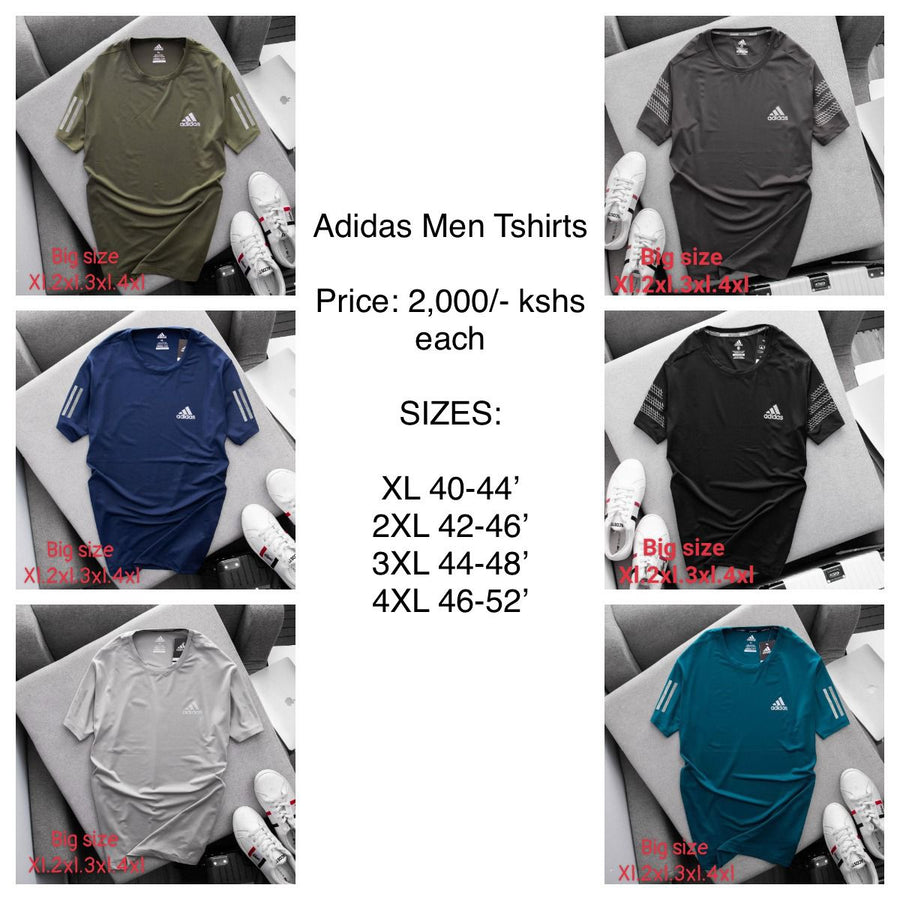 adidas
Big size
Xl.2xl.3xl.4xl
adidas
Big size
Xl.2xl.3xl.4xl
adidas
Big size
Xl.2xl.3xl.4xl
Adidas Men Tshirts
Price: 2,000/- kshs
each
SIZES:
XL 40-44’
2XL 42-46’
3XL 44-48’
4XL 46-52’
adidas
Big size
Xl.2xl.3xl.4xl
adidas
Big size
Xl.2xl.3xl.4xl
adidas
Big size
Xl.2xl.3xl.4xl